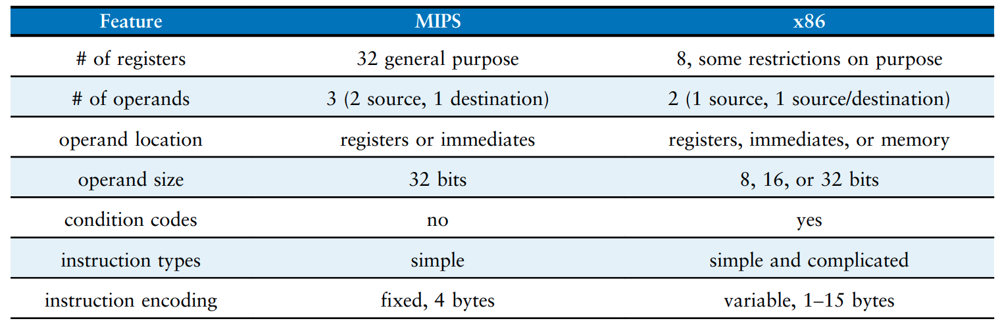 Feature MIPS x86
# of registers 32 general purpose 8, some restrictions on purpose
# of operands 3 (2 source, 1 destination) 2 (1 source, 1 source/destination)
operand location registers or immediates registers, immediates, or memory
operand size 32 bits 8, 16, or 32 bits
condition codes no yes
instruction types simple simple and complicated
instruction encoding fixed, 4 bytes variable, 1–15 bytes